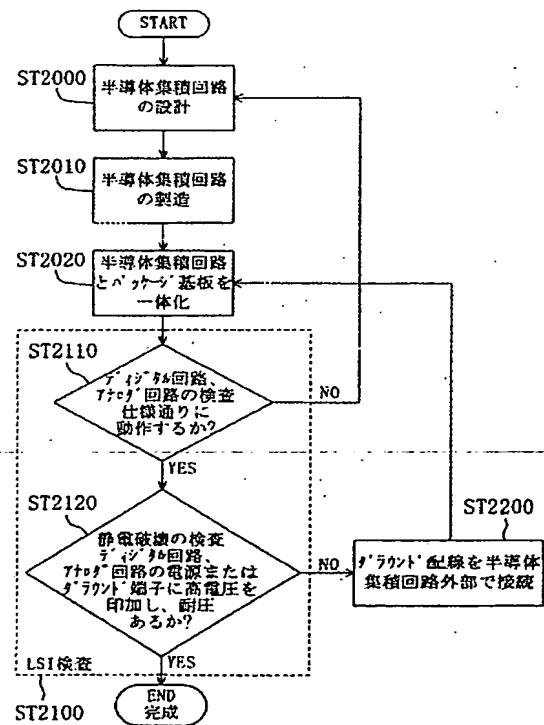 START
ST2000
半導体集積回路
の設計
ST2010
半導体集積回路
の製造
ST2020
半導体集積回路
とパッケージ基板を
一体化
ST2110
ディジタル回路、
アナログ回路の検査
仕様通りに
動作するか?
NO
YES
ST2120
静電破壊の検査
ディジタル回路、
アナログ回路の電源または
グラウンド端子に高電圧を
印加し、耐圧
あるか?
NO
ST2200
グラウンド配線を半導体
集積回路外部で接続
YES
LSI検査
ST2100
END
完成